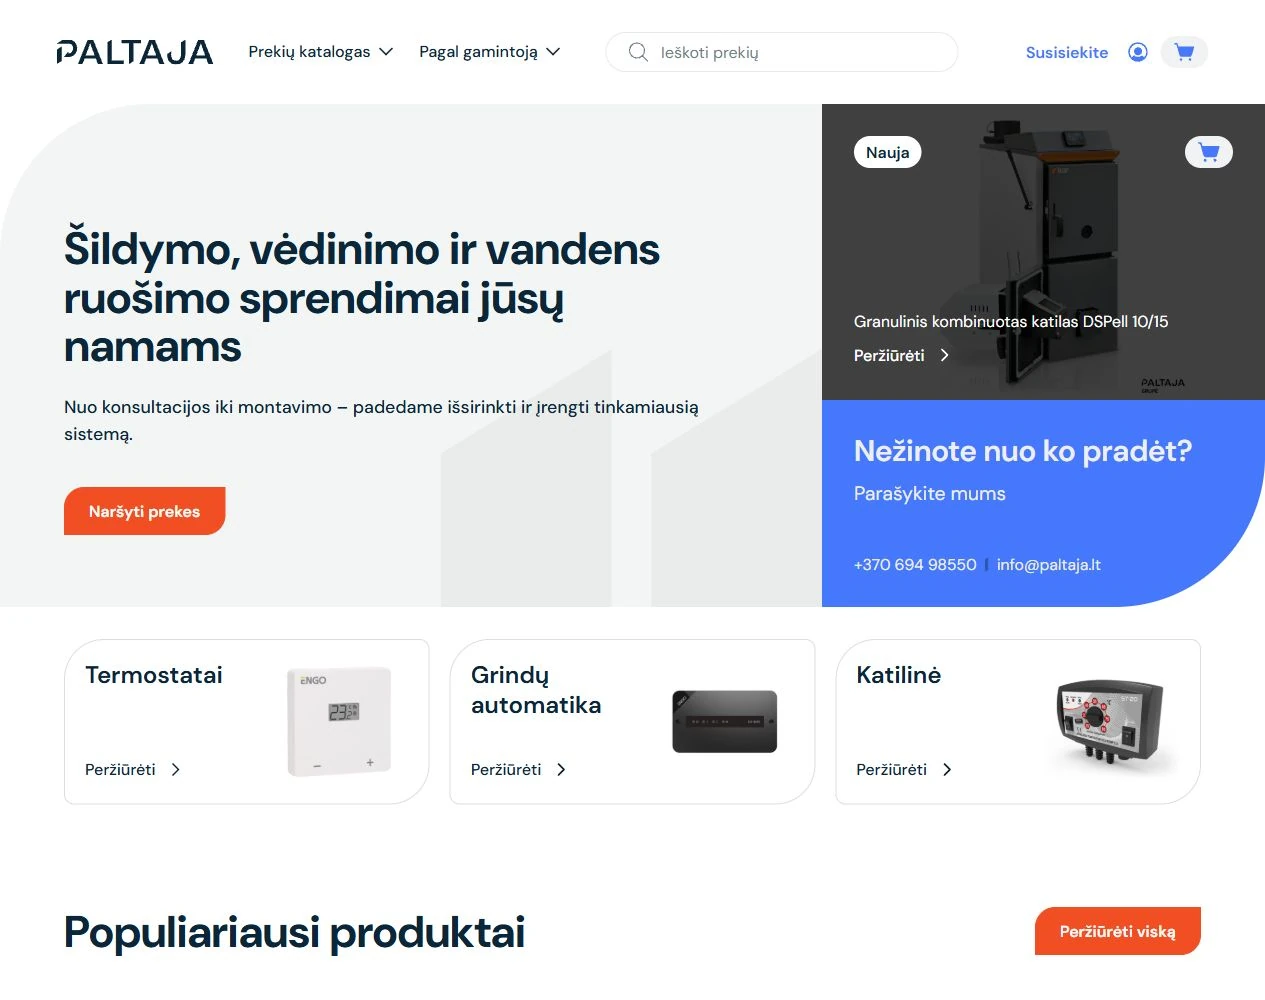 PALTAJA
Prekių katalogas
Pagal gamintoją
Ieškoti prekių
Susisiekite
Šildymo, vėdinimo ir vandens
ruošimo sprendimai jūsų
namams
Nuo konsultacijos iki montavimo – padedame išsirinkti ir įrengti tinkamiausią
sistemą.
Naršyti prekes
Nauja
Granulinis kombinuotas katilas DSPell 10/15
Peržiūrėti
PALTAJA
Nežinote nuo ko pradėt?
Parašykite mums
+370 694 98550
info@paltaja.lt
Termostatai
ENGO
23
Peržiūrėti
Grindų
automatika
Peržiūrėti
Katilinė
ST-20
Peržiūrėti
Populiariausi produktai
Peržiūrėti viską